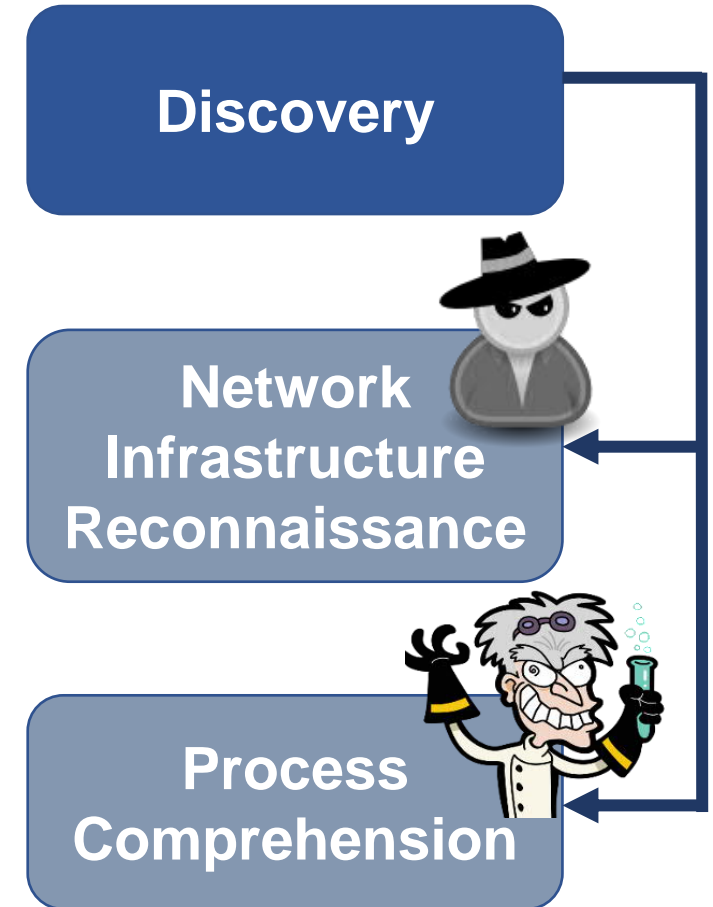 Discovery
Network
Infrastructure
Reconnaissance
Process
Comprehension